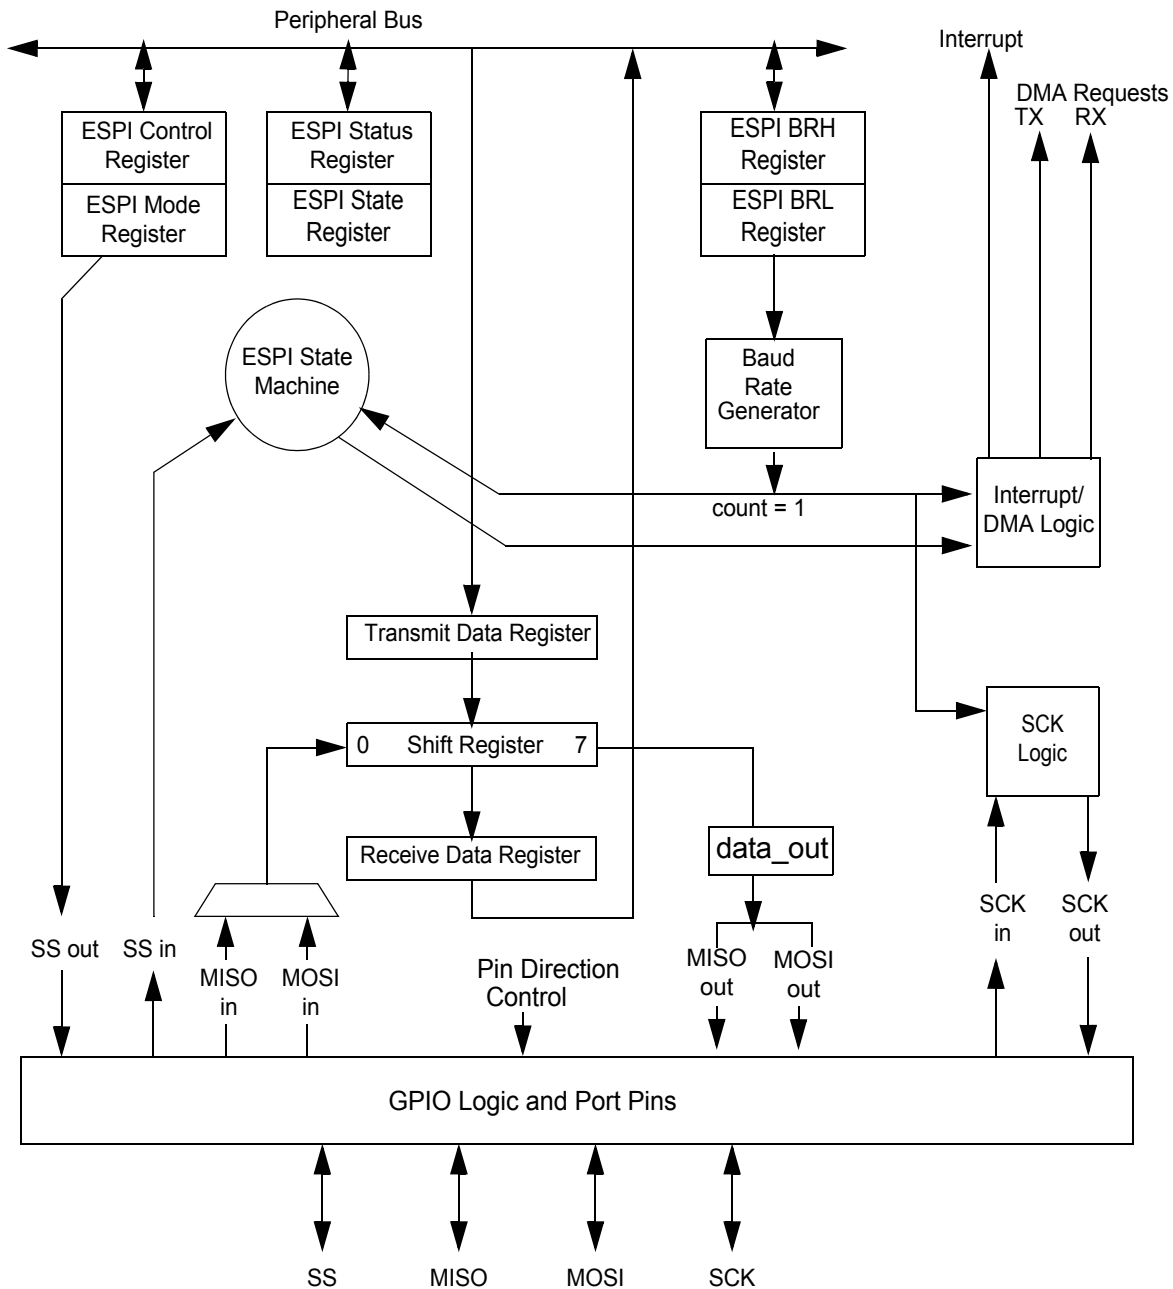 Peripheral Bus
Interrupt
DMA Requests
TX RX
ESPI Control
Register
ESPI Mode
Register
ESPI Status
Register
ESPI State
Register
ESPI BRH
Register
ESPI BRL
Register
ESPI State
Machine
Baud
Rate
Generator
count = 1
Interrupt/
DMA Logic
Transmit Data Register
0 Shift Register 7
SCK
Logic
Receive Data Register
data_out
SS out
SS in
MISO
in
MOSI
in
Pin Direction
Control
MISO
out
MOSI
out
SCK
in
SCK
out
GPIO Logic and Port Pins
SS
MISO
MOSI
SCK